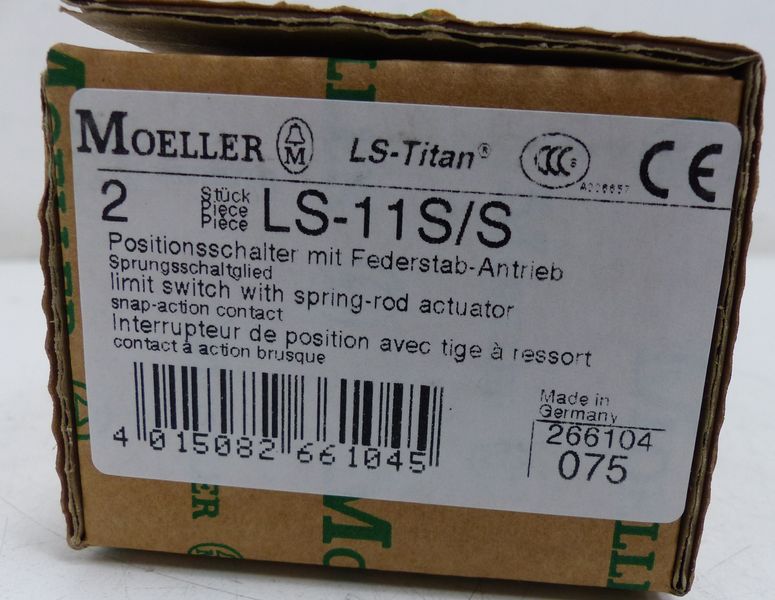 MOELLER M LS-Titan® CCC S A006657 CE
2 Stück
Piece
Pièce LS-11S/S
Positionsschalter mit Federstab-Antrieb
Sprungsschaltglied
limit switch with spring-rod actuator
snap-action contact
Interrupteur de position avec tige à ressort
contact à action brusque
4 015082 661045
Made in
Germany
266104
075